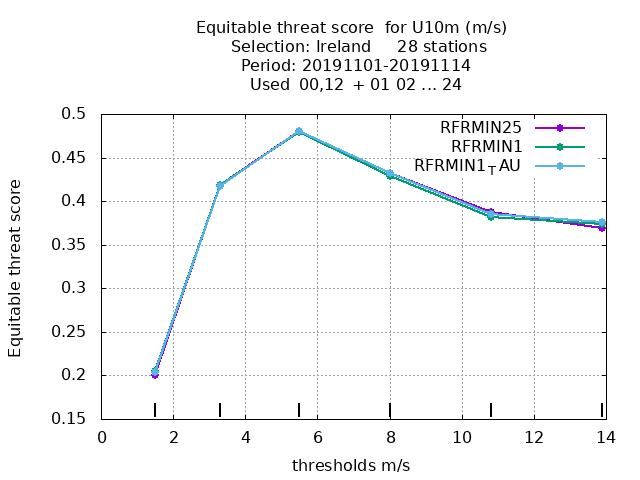 Equitable threat score  for U10m (m/s)
Selection: Ireland     28 stations
Period: 20191101-20191114
Used  00,12  + 01 02 ... 24
RFRMIN25
RFRMIN1
RFRMIN1TAU
Equitable threat score
0.5
0.45
0.4
0.35
0.3
0.25
0.2
0.15
0 2 4 6 8 10 12 14
thresholds m/s